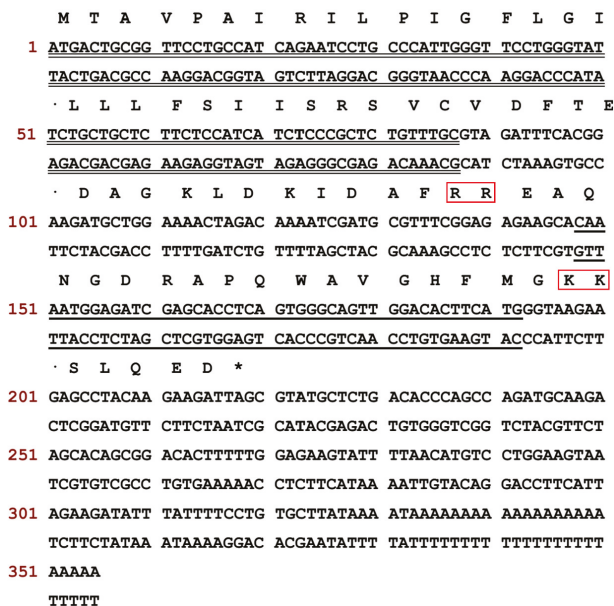 M T A V P A I R I L P I G F L G I
1 ATGACTGCGG TTCCTGCCAT CAGAATCCTG CCCATTGGGT TCCTGGGTAT
TACTGACGCC AAGGACGGTA GTCTTAGGAC GGGTAACCCA AGGACCCATA
· L L L F S I I S R S V C V D F T E
51 TCTGCTGCTC TTCTCCATCA TCTCCCGCTC TGTTTGCGTA GATTTCACGG
AGACGACGAG AAGAGGTAGT AGAGGGCGAG ACAAACGCAT CTAAAGTGCC
· D A G K L D K I D A F R R E A Q
101 AAGATGCTGG AAAACTAGAC AAAATCGATG CGTTTCGGAG AGAAGCACAA
TTCTACGACC TTTTGATCTG TTTTAGCTAC GCAAAGCCTC TCTTCGTGTT
N G D R A P Q W A V G H F M G K K
151 AATGGAGATC GAGCACCTCA GTGGGCAGTT GGACACTTCA TGGGTAAGAA
TTACCTCTAG CTCGTGGAGT CACCCGTCAA CCTGTGAAGT ACCCATTCTT
· S L Q E D *
201 GAGCCTACAA GAAGATTAGC GTATGCTCTG ACACCCAGCC AGATGCAAGA
CTCGGATGTT CTTCTAATCG CATACGAGAC TGTGGGTCGG TCTACGTTCT
251 AGCACAGCGG ACACTTTTTG GAGAAGTATT TTAACATGTC CTGGAAGTAA
TCGTGTCGCC TGTGAAAAAC CTCTTCATAA AATTGTACAG GACCTTCATT
301 AGAAGATATT TATTTTCCTG TGCTTATAAA ATAAAAAAAA AAAAAAAAAA
TCTTCTATAA ATAAAAGGAC ACGAATATTT TATTTTTTTT TTTTTTTTTT
351 AAAAA
TTTTT